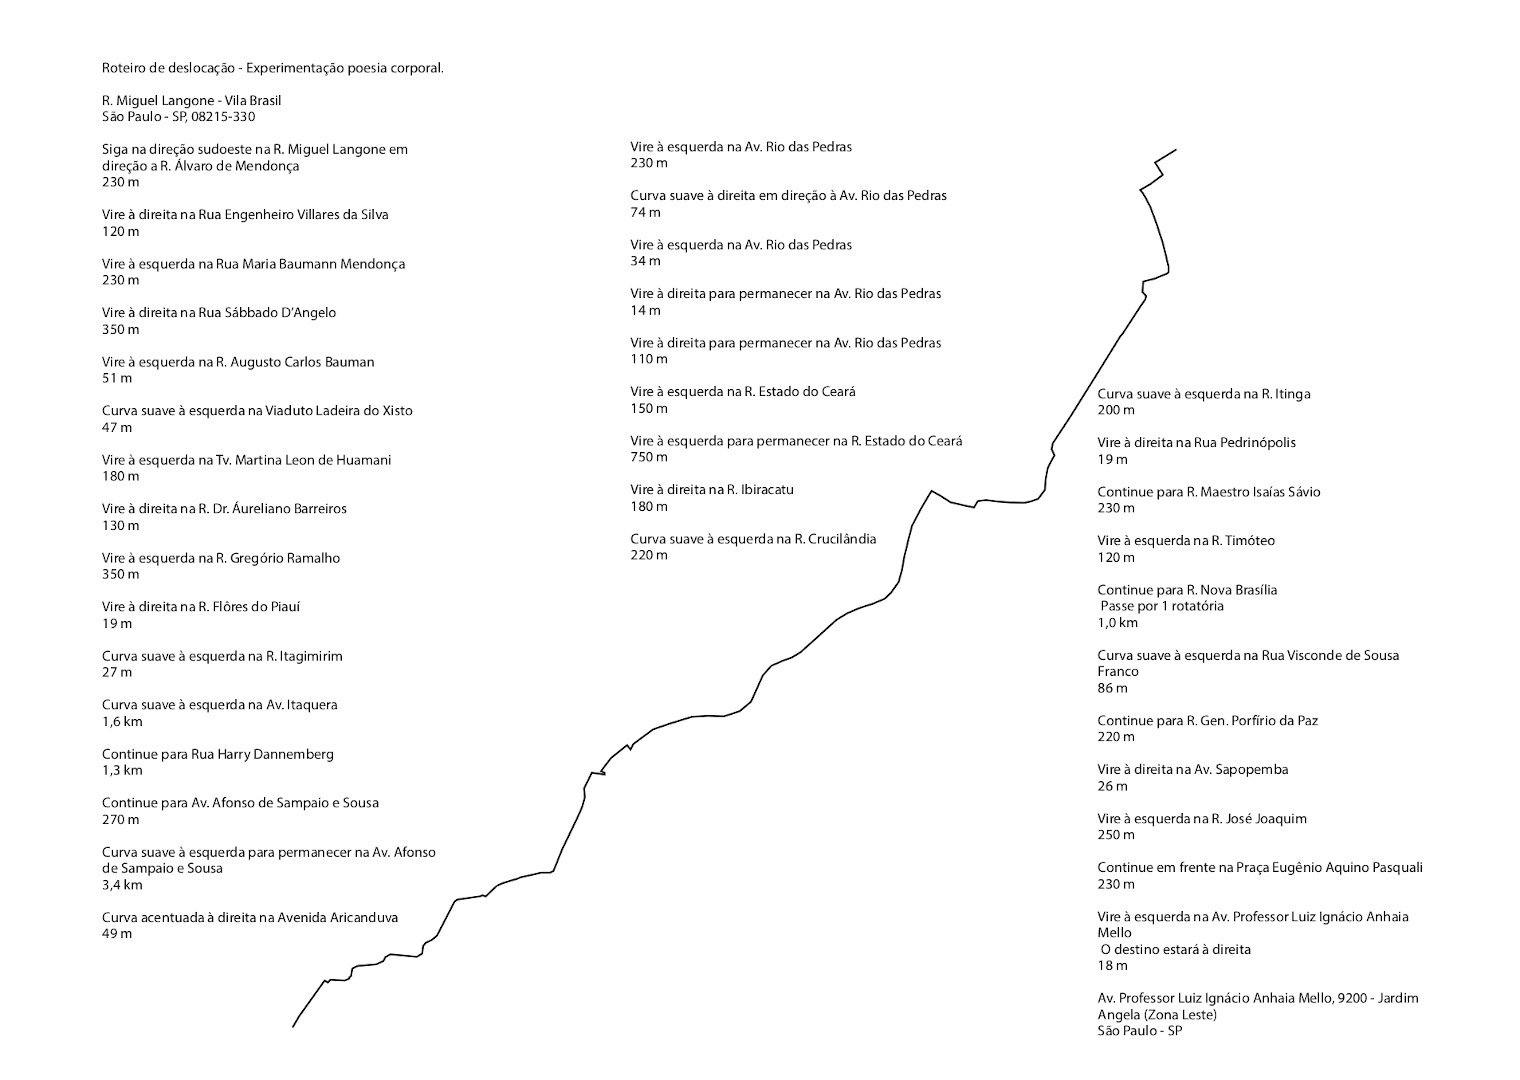 Roteiro de deslocação - Experimentação poesia corporal.
R. Miguel Langone - Vila Brasil
São Paulo - SP, 08215-330
Siga na direção sudoeste na R. Miguel Langone em
direção a R. Álvaro de Mendonça
230 m
Vire à direita na Rua Engenheiro Villares da Silva
120 m
Vire à esquerda na Rua Maria Baumann Mendonça
230 m
Vire à direita na Rua Sábbado D'Angelo
350 m
Vire à esquerda na R. Augusto Carlos Bauman
51 m
Curva suave à esquerda na Viaduto Ladeira do Xisto
47 m
Vire à esquerda na Tv. Martina Leon de Huamani
180 m
Vire à direita na R. Dr. Áureliano Barreiros
130 m
Vire à esquerda na R. Gregório Ramalho
350 m
Vire à direita na R. Flôres do Piauí
19 m
Curva suave à esquerda na R. Itagimirim
27 m
Curva suave à esquerda na Av. Itaquera
1,6 km
Continue para Rua Harry Dannemberg
1,3 km
Continue para Av. Afonso de Sampaio e Sousa
270 m
Curva suave à esquerda para permanecer na Av. Afonso
de Sampaio e Sousa
3,4 km
Curva acentuada à direita na Avenida Aricanduva
49 m
Vire à esquerda na Av. Rio das Pedras
230 m
Curva suave à direita em direção à Av. Rio das Pedras
74 m
Vire à esquerda na Av. Rio das Pedras
34 m
Vire à direita para permanecer na Av. Rio das Pedras
14 m
Vire à direita para permanecer na Av. Rio das Pedras
110 m
Vire à esquerda na R. Estado do Ceará
150 m
Vire à esquerda para permanecer na R. Estado do Ceará
750 m
Vire à direita na R. Ibiracatu
180 m
Curva suave à esquerda na R. Crucilândia
220 m
Curva suave à esquerda na R. Itinga
200 m
Vire à direita na Rua Pedrinópolis
19 m
Continue para R. Maestro Isaías Sávio
230 m
Vire à esquerda na R. Timóteo
120 m
Continue para R. Nova Brasília
Passe por 1 rotatória
1,0 km
Curva suave à esquerda na Rua Visconde de Sousa
Franco
86 m
Continue para R. Gen. Porfírio da Paz
220 m
Vire à direita na Av. Sapopemba
26 m
Vire à esquerda na R. José Joaquim
250 m
Continue em frente na Praça Eugênio Aquino Pasquali
230 m
Vire à esquerda na Av. Professor Luiz Ignácio Anhaia
Mello
O destino estará à direita
18 m
Av. Professor Luiz Ignácio Anhaia Mello, 9200 - Jardim
Angela (Zona Leste)
São Paulo - SP